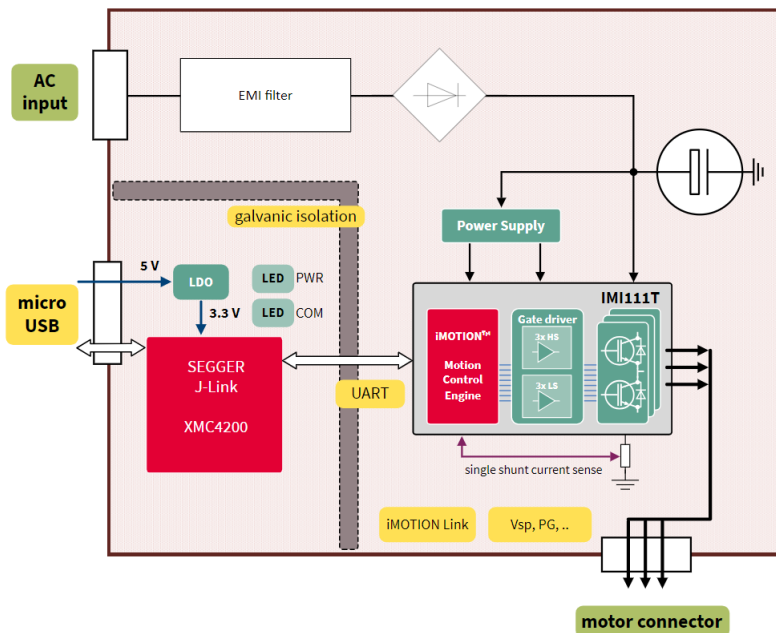 AC
input
EMI filter
galvanic isolation
Power Supply
5 V
LDO
LED PWR
LED COM
3.3 V
micro
USB
SEGGER
J-Link
XMC4200
UART
IMI111T
iMOTION™
Motion
Control
Engine
Gate driver
3x HS
3x LS
single shunt current sense
iMOTION Link
Vsp, PG, ..
motor connector